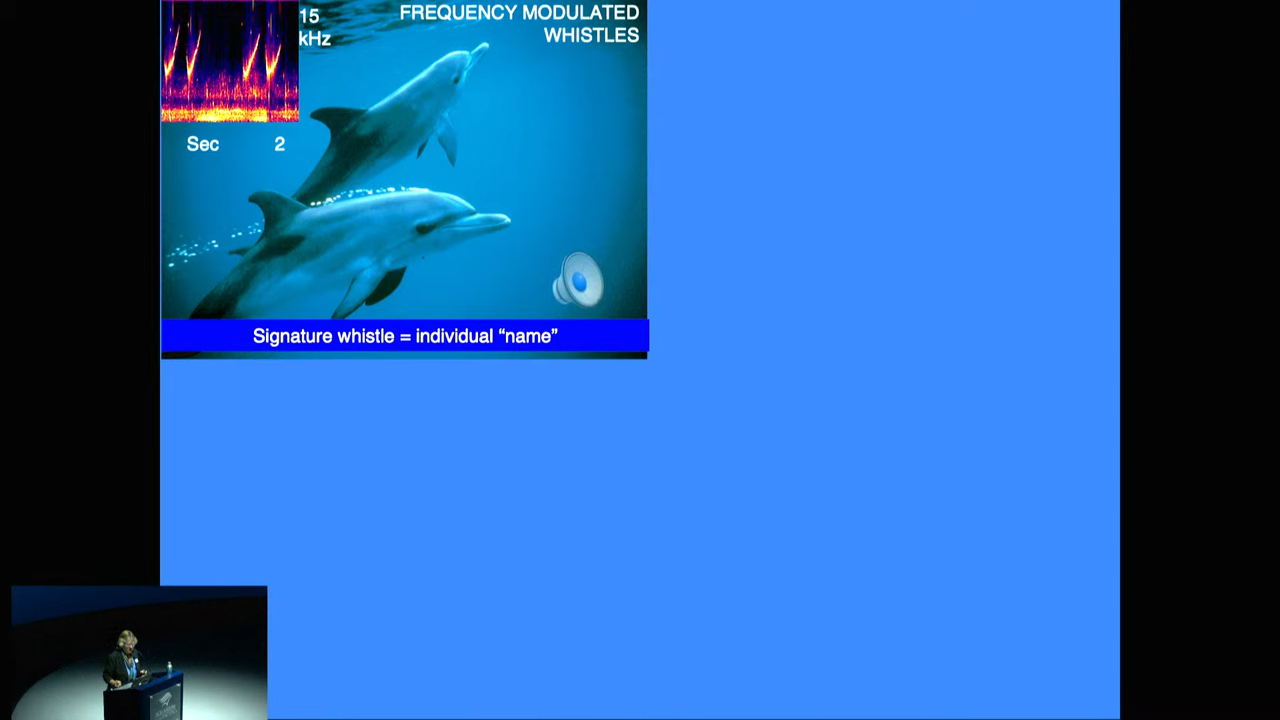 15
kHz
FREQUENCY MODULATED
WHISTLES
Sec 2
Signature whistle = individual “name”